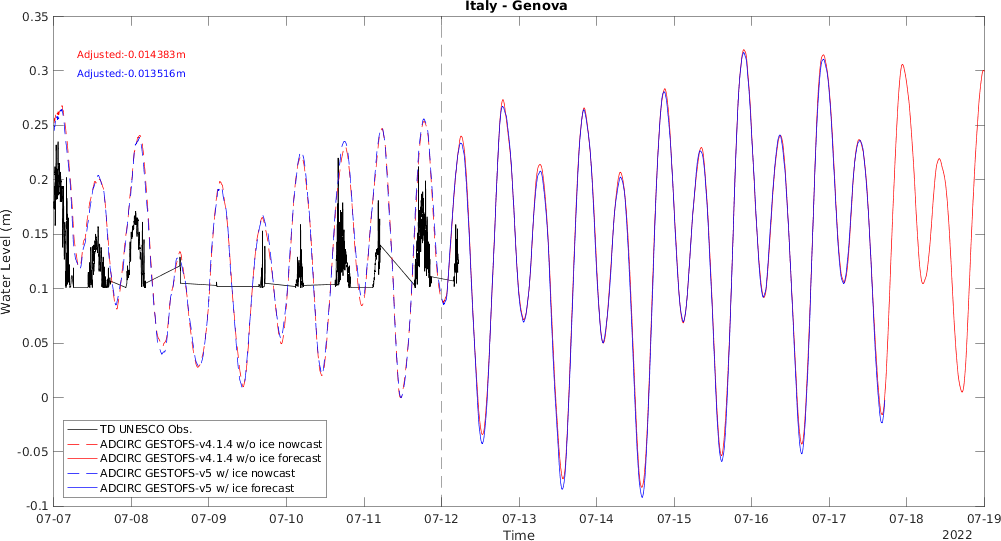 Italy - Genova
0.35
0.3
0.25
0.2
0.15
0.1
0.05
0
-0.05
-0.1
Water Level (m)
Adjusted:-0.014383m
Adjusted:-0.013516m
TD UNESCO Obs.
ADCIRC GESTOFS-v4.1.4 w/o ice nowcast
ADCIRC GESTOFS-v4.1.4 w/o ice forecast
ADCIRC GESTOFS-v5 w/ ice nowcast
ADCIRC GESTOFS-v5 w/ ice forecast
07-07 07-08 07-09 07-10 07-11 07-12 07-13 07-14 07-15 07-16 07-17 07-18 07-19
Time
2022